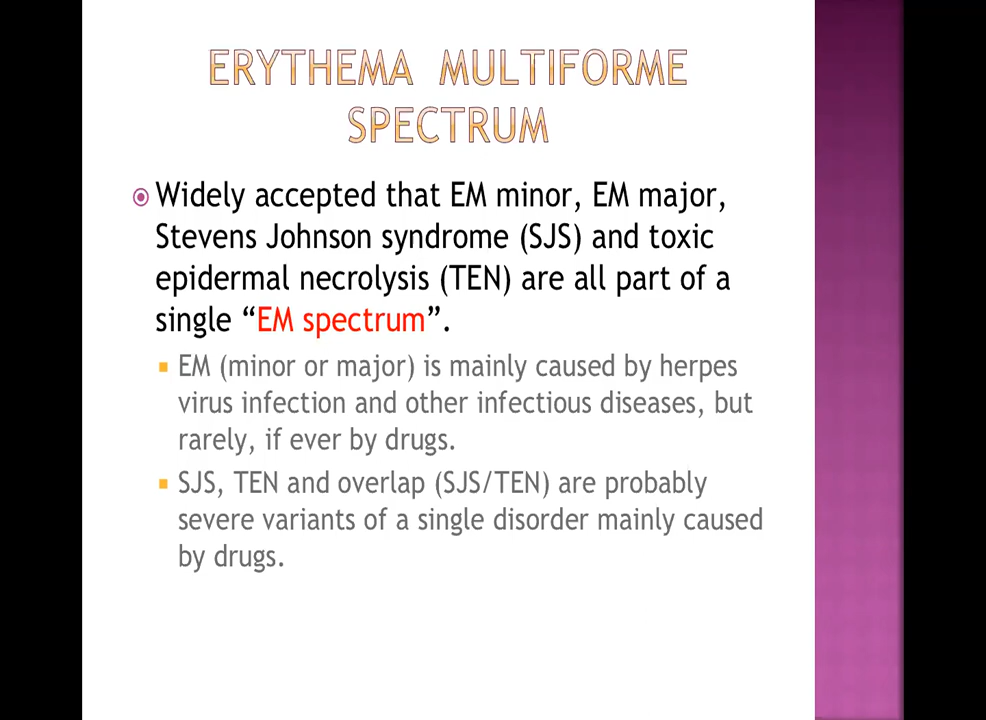 ERYTHEMA MULTIFORME
SPECTRUM
Widely accepted that EM minor, EM major,
Stevens Johnson syndrome (SJS) and toxic
epidermal necrolysis (TEN) are all part of a
single “EM spectrum”.
EM (minor or major) is mainly caused by herpes
virus infection and other infectious diseases, but
rarely, if ever by drugs.
SJS, TEN and overlap (SJS/TEN) are probably
severe variants of a single disorder mainly caused
by drugs.